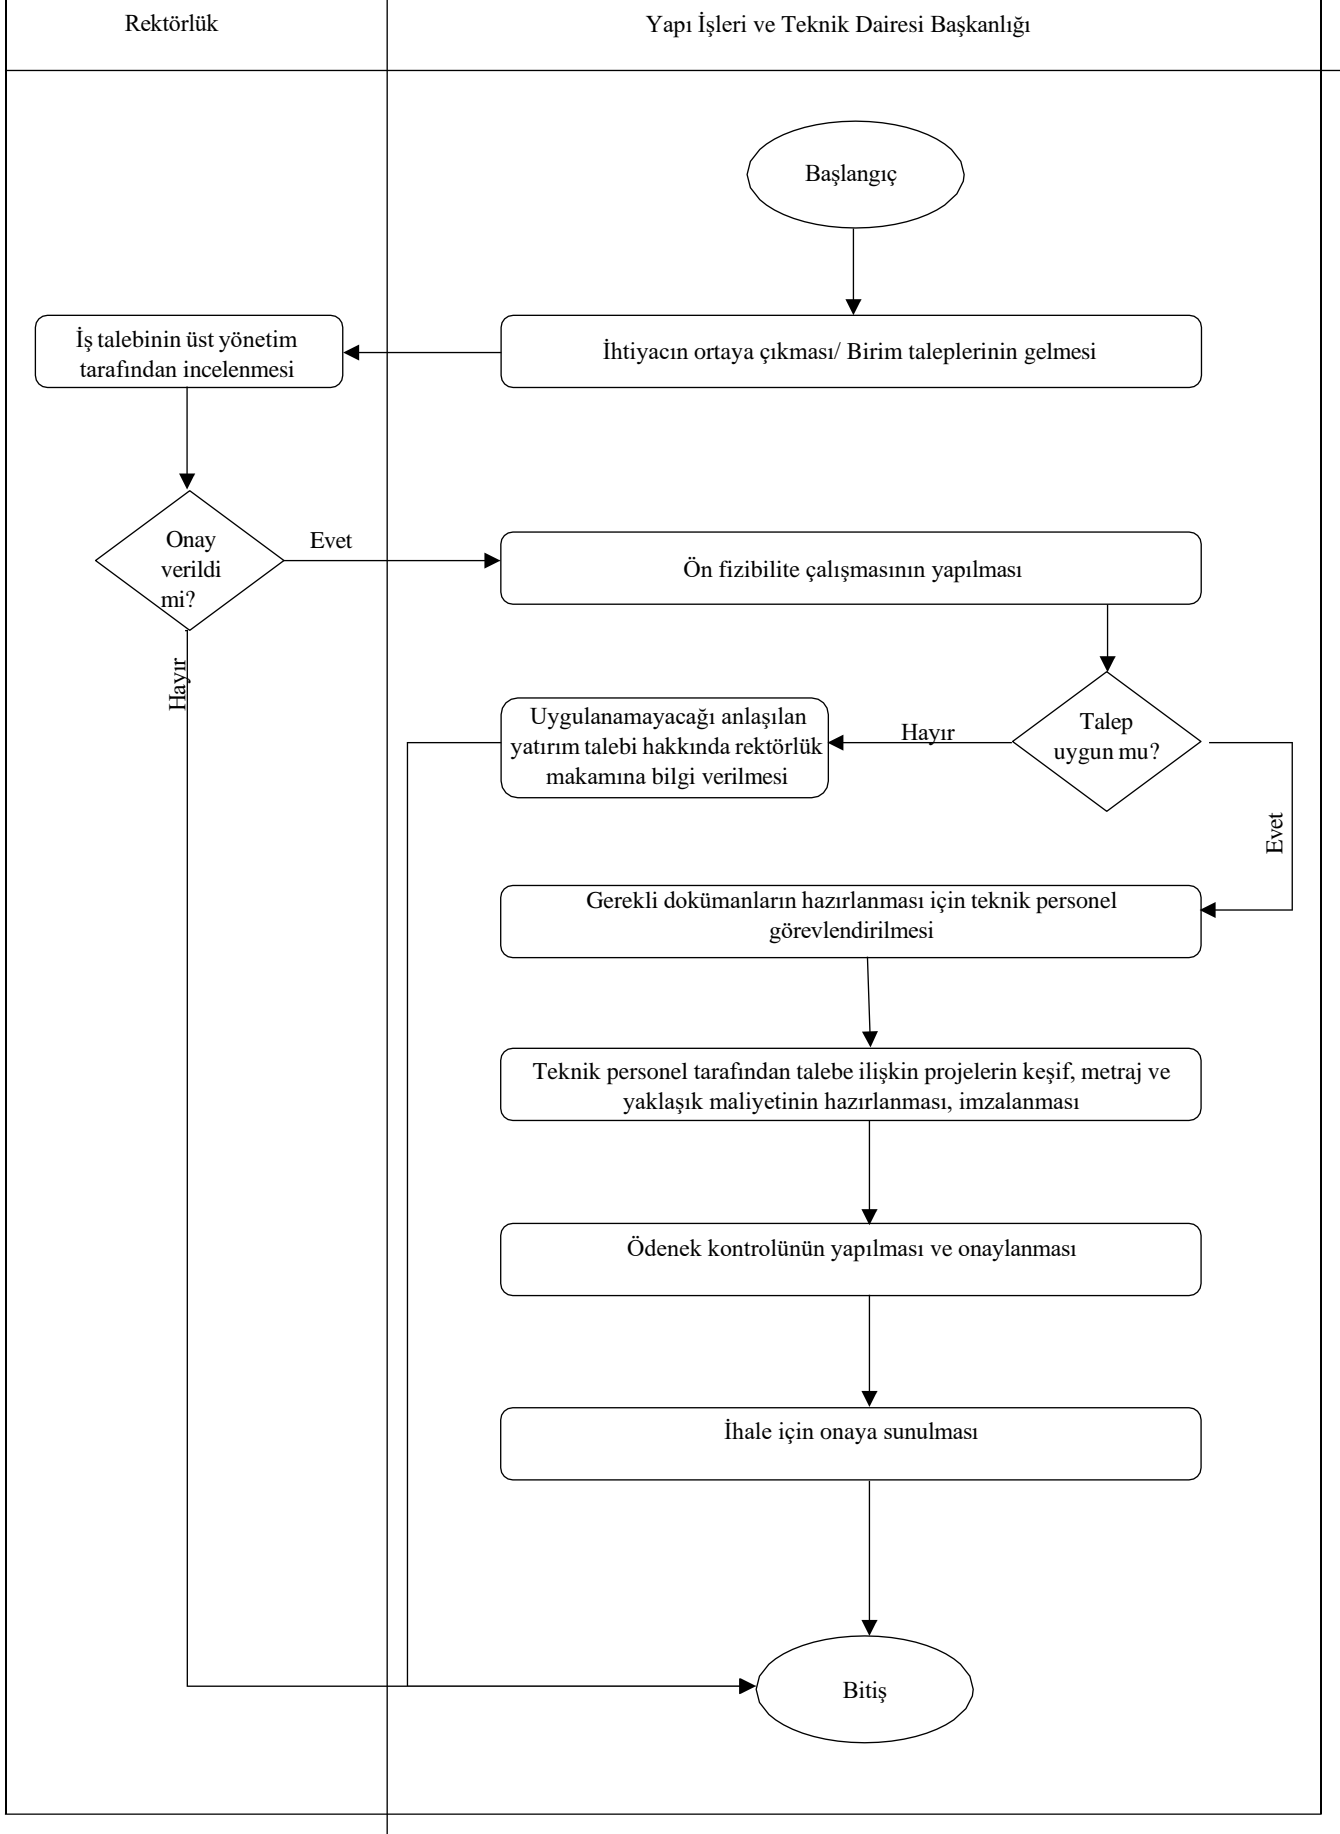 Rektörlük
Yapı İşleri ve Teknik Dairesi Başkanlığı
Başlangıç
İş talebinin üst yönetim
tarafından incelenmesi
İhtiyacın ortaya çıkması/ Birim taleplerinin gelmesi
Onay
verildi
mi?
Evet
Ön fizibilite çalışmasının yapılması
Hayır
Uygulanamayacağı anlaşılan
yatırım talebi hakkında rektörlük
makamına bilgi verilmesi
Hayır
Talep
uygun mu?
Evet
Gerekli dokümanların hazırlanması için teknik personel
görevlendirilmesi
Teknik personel tarafından talebe ilişkin projelerin keşif, metraj ve
yaklaşık maliyetinin hazırlanması, imzalanması
Ödenek kontrolünün yapılması ve onaylanması
İhale için onaya sunulması
Bitiş